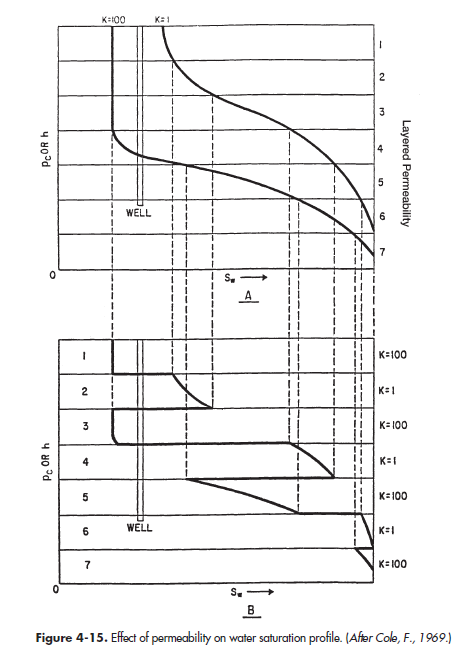 K=100 K=1
1
2
3
4
5
6
7
Layered Permeability
Pc OR h
WELL
0
Sw
A
1 K=100
2 K=1
3 K=100
4 K=1
5 K=100
6 WELL K=1
7 K=100
Pc OR h
0
Sw
B
Figure 4-15. Effect of permeability on water saturation profile. (After Cole, F., 1969.)